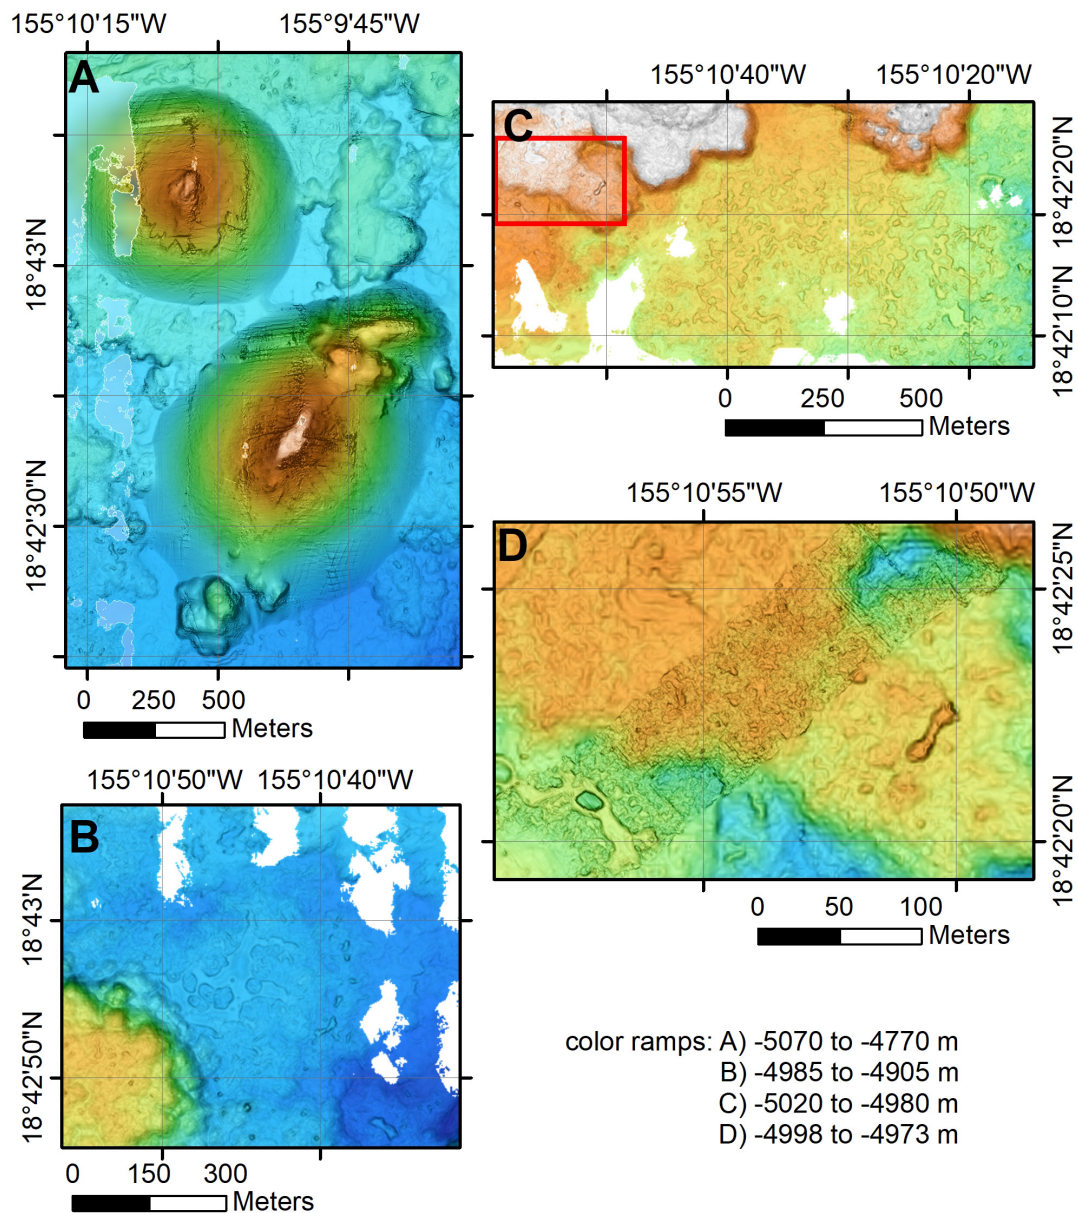 155°10'15"W 155°9'45"W
A
18°43'N
18°42'30"N
0 250 500
Meters
155°10'40"W 155°10'20"W
C
18°42'20"N
18°42'10"N
0 250 500
Meters
155°10'55"W 155°10'50"W
D
18°42'25"N
18°42'20"N
0 50 100
Meters
155°10'50"W 155°10'40"W
B
18°43'N
18°42'50"N
0 150 300
Meters
color ramps: A) -5070 to -4770 m
B) -4985 to -4905 m
C) -5020 to -4980 m
D) -4998 to -4973 m